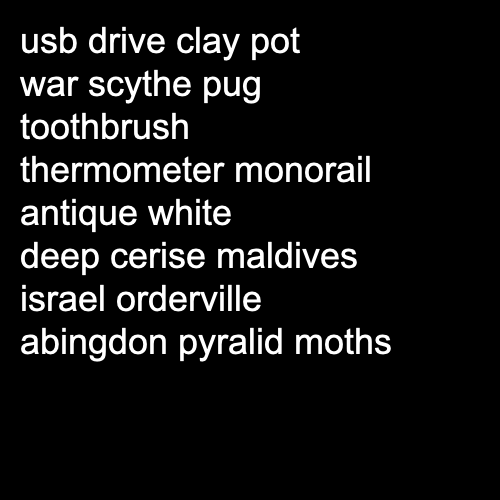 usb drive clay pot
war scythe pug
toothbrush
thermometer monorail
antique white
deep cerise maldives
israel orderville
abingdon pyralid moths